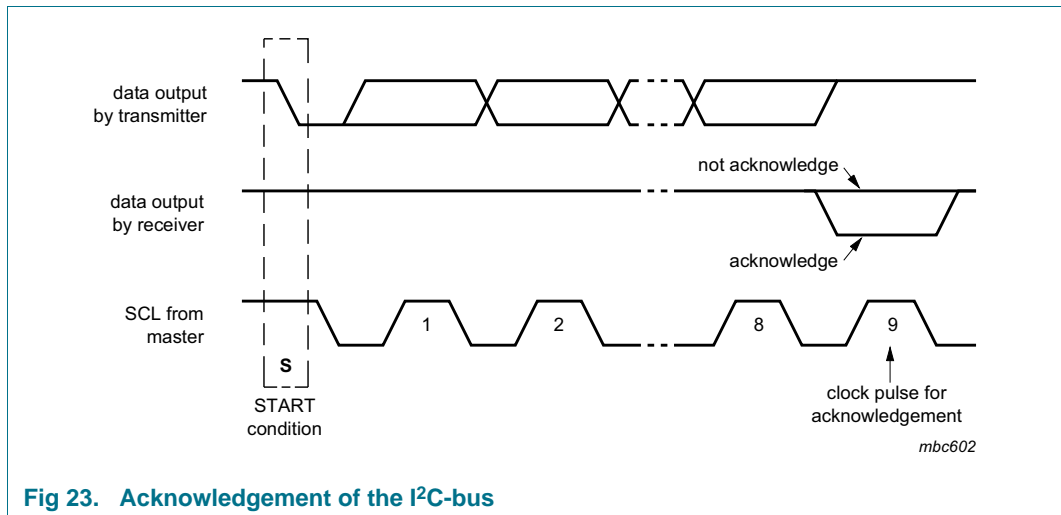 data output
by transmitter
not acknowledge
data output
by receiver
acknowledge
SCL from
master
1
2
8
9
S
START
condition
clock pulse for
acknowledgement
mbc602
Fig 23. Acknowledgement of the I²C-bus